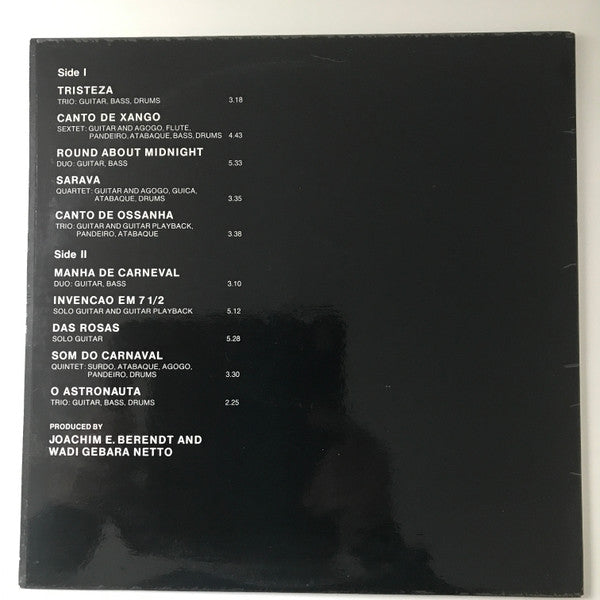 Side I
TRISTEZA
TRIO: GUITAR, BASS, DRUMS 3.18
CANTO DE XANGO
SEXTET: GUITAR AND AGOGO, FLUTE,
PANDEIRO, ATABAQUE, BASS, DRUMS 4.43
ROUND ABOUT MIDNIGHT
DUO: GUITAR, BASS 5.33
SARAVA
QUARTET: GUITAR AND AGOGO, GUICA,
ATABAQUE, DRUMS 3.35
CANTO DE OSSANHA
TRIO: GUITAR AND GUITAR PLAYBACK,
PANDEIRO, ATABAQUE 3.38
Side II
MANHA DE CARNEVAL
DUO: GUITAR, BASS 3.10
INVENCAO EM 7 1/2
SOLO GUITAR AND GUITAR PLAYBACK 5.12
DAS ROSAS
SOLO GUITAR 5.28
SOM DO CARNAVAL
QUINTET: SURDO, ATABAQUE, AGOGO,
PANDEIRO, DRUMS 3.30
O ASTRONAUTA
TRIO: GUITAR, BASS, DRUMS 2.25
PRODUCED BY
JOACHIM E. BERENDT AND
WADI GEBARA NETTO